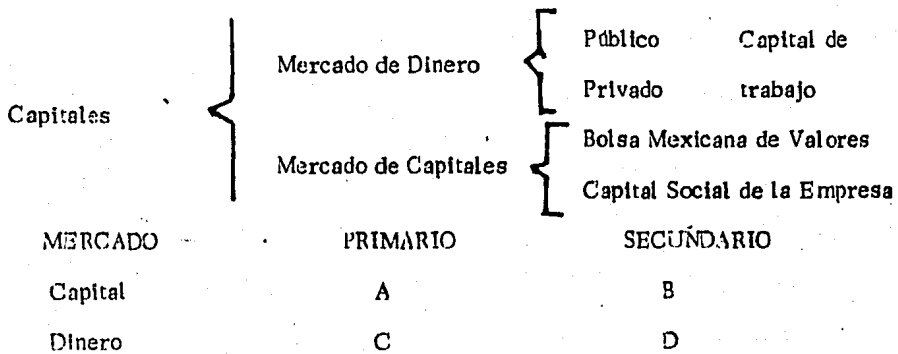 Público Capital de
Mercado de Dinero
Privado trabajo
Capitales
Bolsa Mexicana de Valores
Mercado de Capitales
Capital Social de la Empresa
MERCADO PRIMARIO SECUNDARIO
Capital A B
Dinero C D